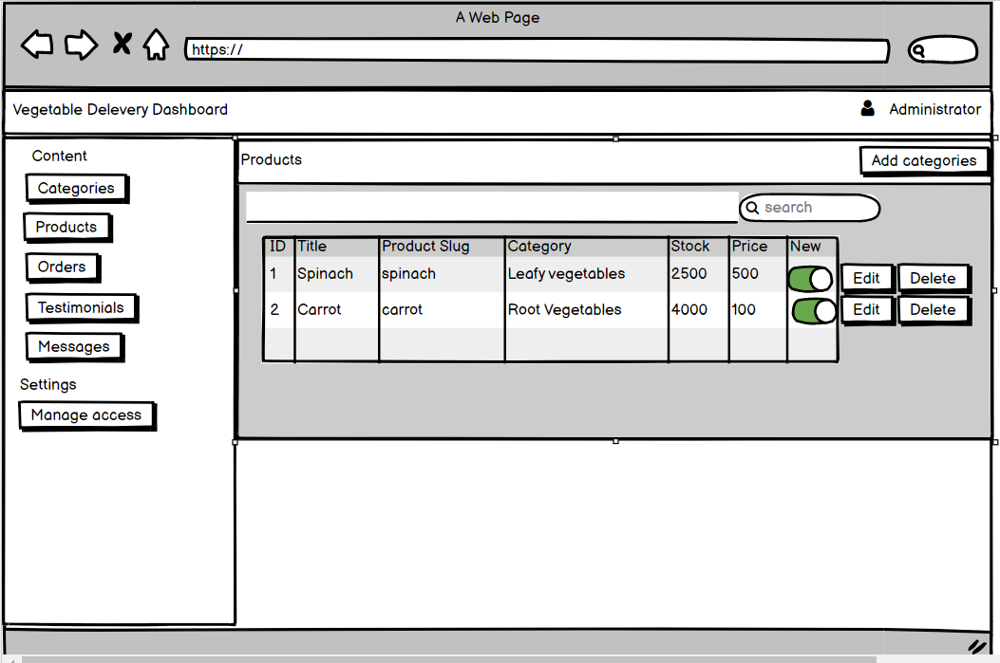 A Web Page
https://
Vegetable Delevery Dashboard
Administrator
Content
Categories
Products
Orders
Testimonials
Messages
Settings
Manage access
Products
Add categories
search
ID Title Product Slug Category Stock Price New
1 Spinach spinach Leafy vegetables 2500 500 Edit Delete
2 Carrot carrot Root Vegetables 4000 100 Edit Delete